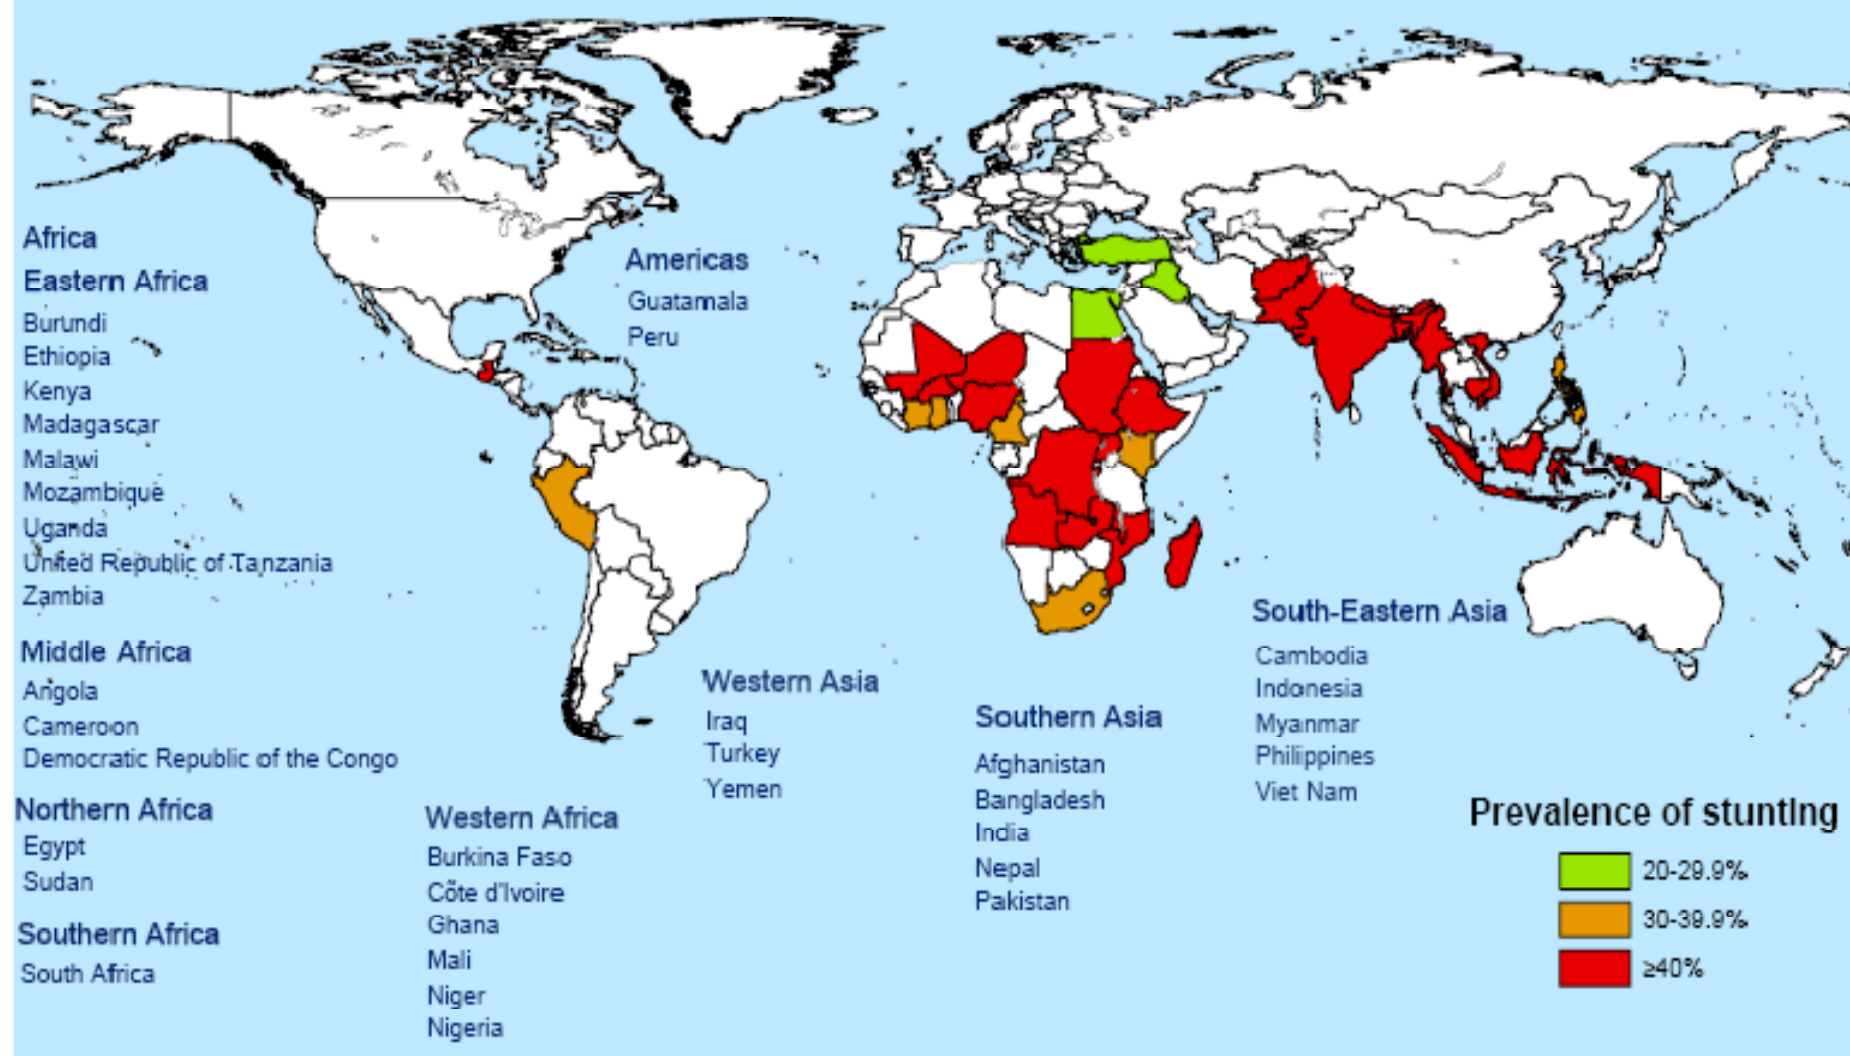 Africa
Eastern Africa
Burundi
Ethiopia
Kenya
Madagascar
Malawi
Mozambique
Uganda
United Republic of Tanzania
Zambia
Middle Africa
Angola
Cameroon
Democratic Republic of the Congo
Northern Africa
Egypt
Sudan
Southern Africa
South Africa
Western Africa
Burkina Faso
Côte d'Ivoire
Ghana
Mali
Niger
Nigeria
Americas
Guatamala
Peru
Western Asia
Iraq
Turkey
Yemen
Southern Asia
Afghanistan
Bangladesh
India
Nepal
Pakistan
South-Eastern Asia
Cambodia
Indonesia
Myanmar
Philippines
Viet Nam
Prevalence of stunting
20-29.9%
30-39.9%
≥40%